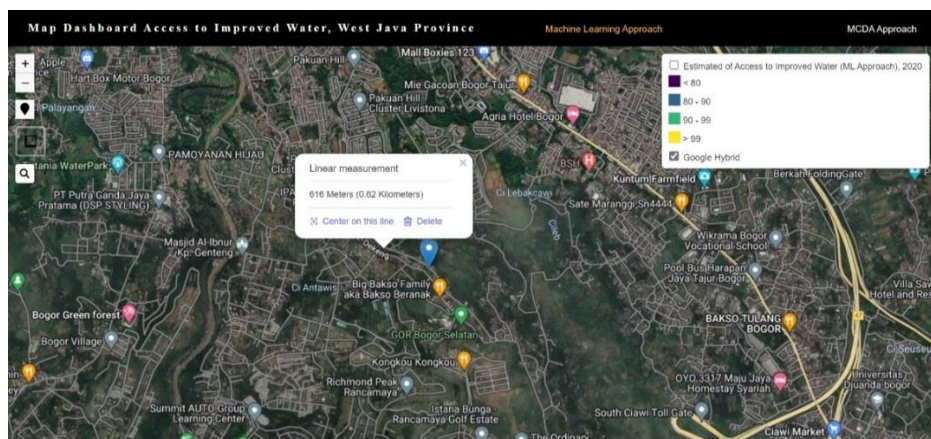 Map Dashboard Access to Improved Water, West Java Province
Machine Learning Approach
MCDA Approach
+
−
Apple
Hart Box Motor Bogor
Palayangan
PAMOYANAN HIJAU
tania WaterPark
PT Putra Ganda Jaya
Pratama (DSP STYLING)
Masjid Al-Ibnur
Kp. Genteng
Bogor Green forest
Bogor Village
Summit AUTO Group
Learning Center
Pakuan Hill
Mall Boxies 123
Mie Gacoan Bogor Tajur
Pakuan Hill
Cluster Livistona
Agria Hotel Bogor
BSH
Linear measurement
×
616 Meters (0.62 Kilometers)
Center on this line
Delete
Ci Lebakcawi
Kuntum Farmfield
Sate Maranggi Sn4444
Wikrama Bogor
Vocational School
Pool Bus Harapan
Jaya Tajur Bogor
Ci Antawis
Big Bakso Family
aka Bakso Beranak
GOR Bogor Selatan
Kongkou Kongkou
Richmond Peak
Rancamaya
Istana Bunga -
Rancamaya Golf Estate
The Ordinary
BAKSO TULANG
BOGOR
OYO 3317 Maju Jaya
Homestay Syariah
South Ciawi Toll Gate
Ciawi Market
Universitas
Djuanda bogor
Villa Sav
Hotel and Res
Berkah FoldingGate
Estimated of Access to Improved Water (ML Approach), 2020
< 80
80 - 90
90 - 99
> 99
Google Hybrid